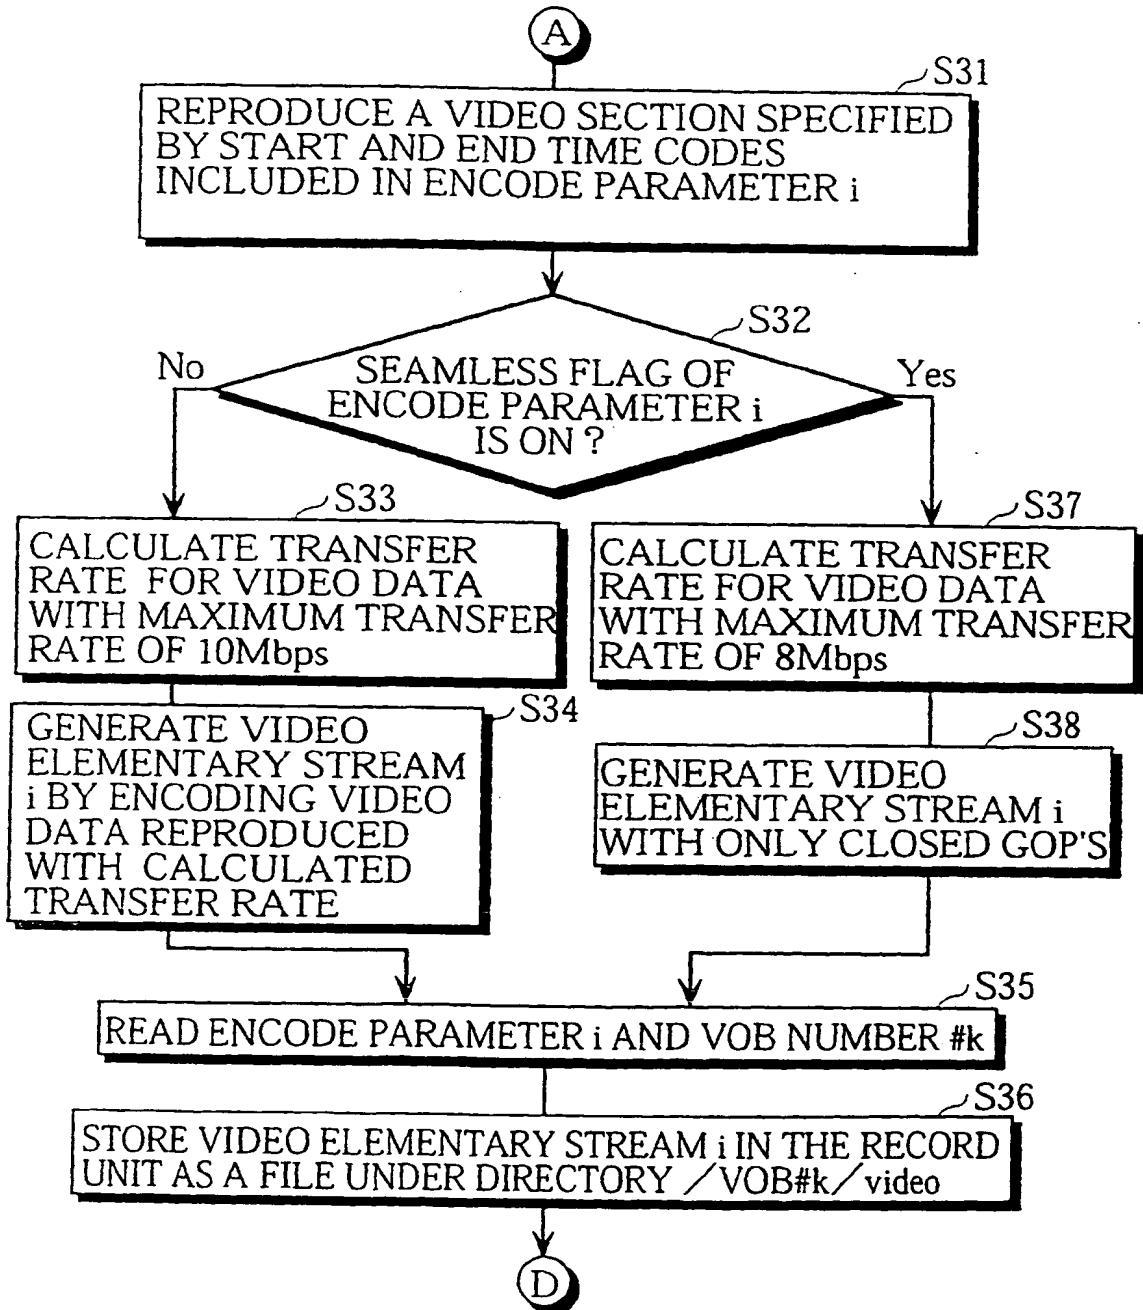 A
S31
REPRODUCE A VIDEO SECTION SPECIFIED
BY START AND END TIME CODES
INCLUDED IN ENCODE PARAMETER i
S32
No
Yes
SEAMLESS FLAG OF
ENCODE PARAMETER i
IS ON ?
S33
CALCULATE TRANSFER
RATE FOR VIDEO DATA
WITH MAXIMUM TRANSFER
RATE OF 10Mbps
S37
CALCULATE TRANSFER
RATE FOR VIDEO DATA
WITH MAXIMUM TRANSFER
RATE OF 8Mbps
S34
GENERATE VIDEO
ELEMENTARY STREAM
i BY ENCODING VIDEO
DATA REPRODUCED
WITH CALCULATED
TRANSFER RATE
S38
GENERATE VIDEO
ELEMENTARY STREAM i
WITH ONLY CLOSED GOP'S
S35
READ ENCODE PARAMETER i AND VOB NUMBER #k
S36
STORE VIDEO ELEMENTARY STREAM i IN THE RECORD
UNIT AS A FILE UNDER DIRECTORY /VOB#k/video
D